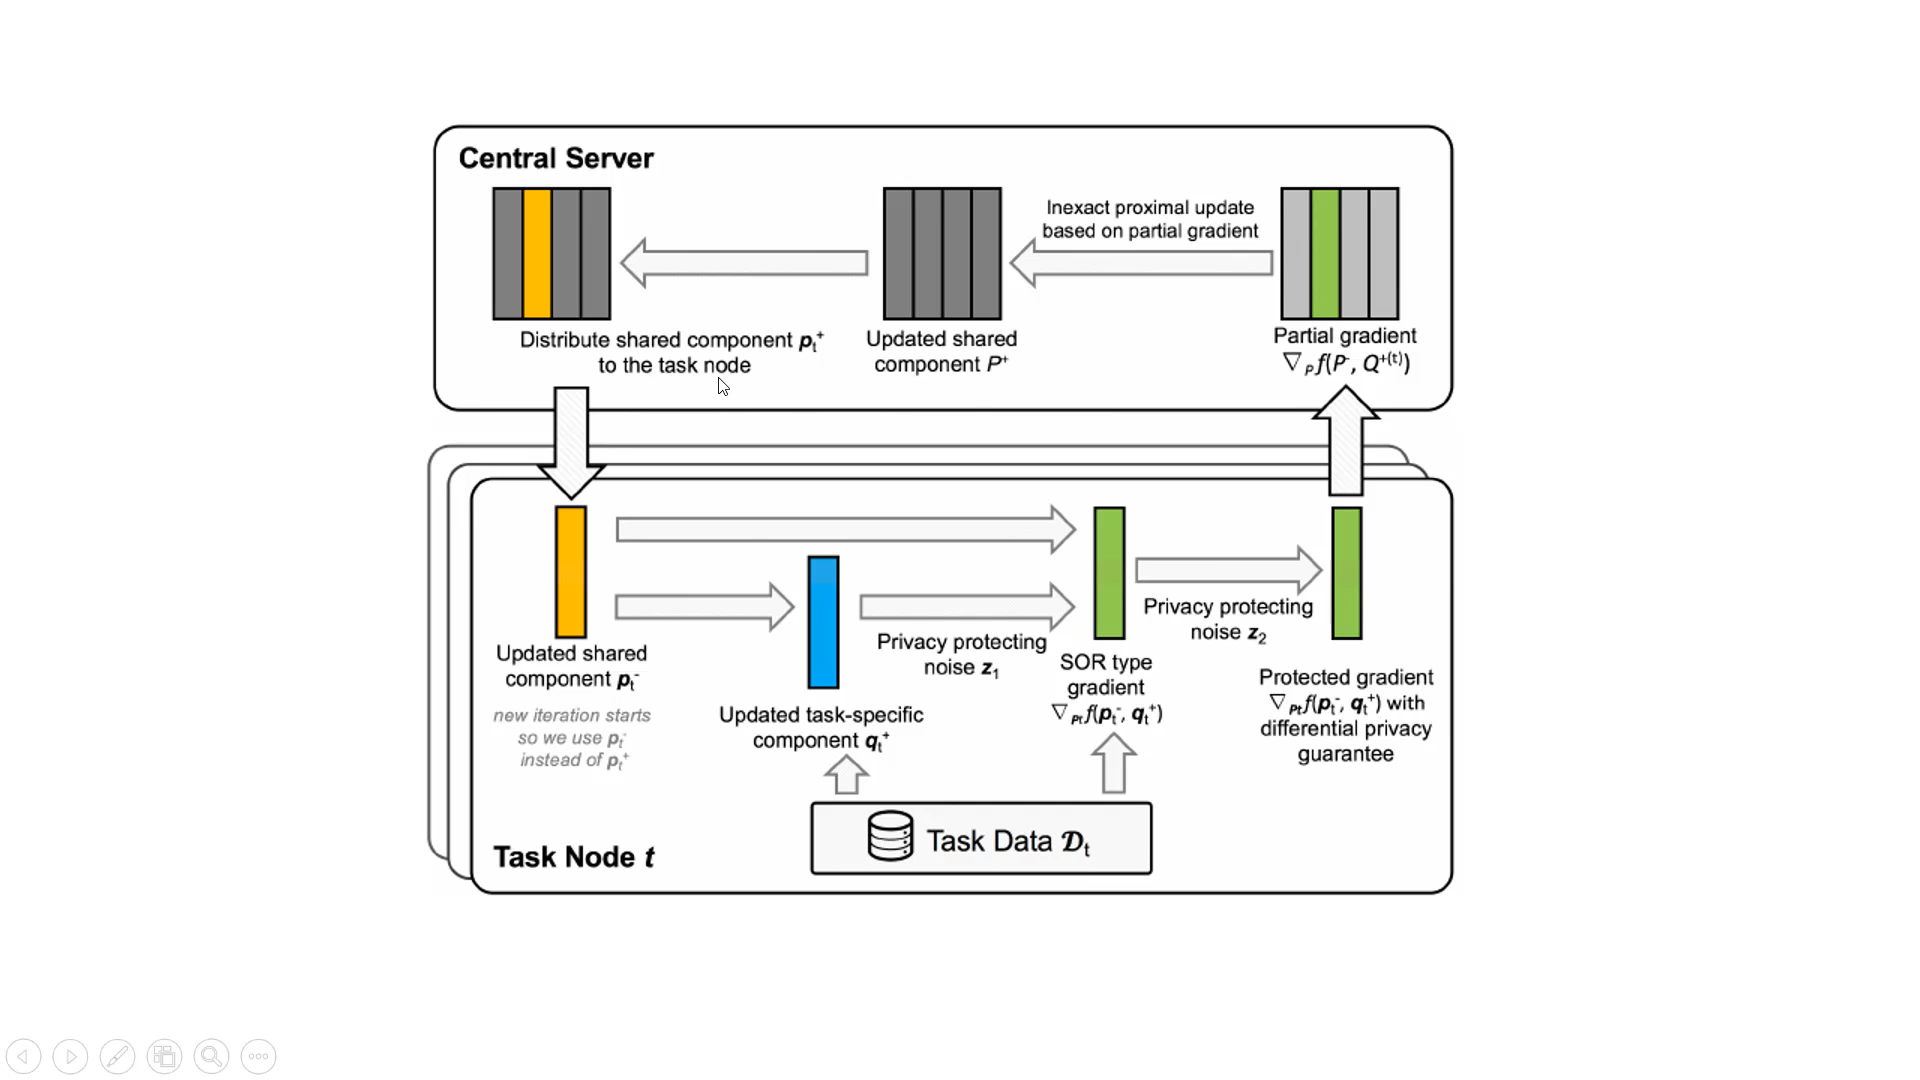 Central Server
Inexact proximal update
based on partial gradient
Distribute shared component pₜ⁺
to the task node
Updated shared
component P⁺
Partial gradient
∇ₚ f(P⁻, Q⁺⁽ᵗ⁾)
Updated shared
component pₜ⁻
new iteration starts
so we use pₜ⁻
instead of pₜ⁺
Updated task-specific
component qₜ⁺
Privacy protecting
noise z₁
SOR type
gradient
∇ₚₜ f(pₜ⁻, qₜ⁺)
Privacy protecting
noise z₂
Protected gradient
∇ₚₜ f(pₜ⁻, qₜ⁺) with
differential privacy
guarantee
Task Data 𝓓ₜ
Task Node t